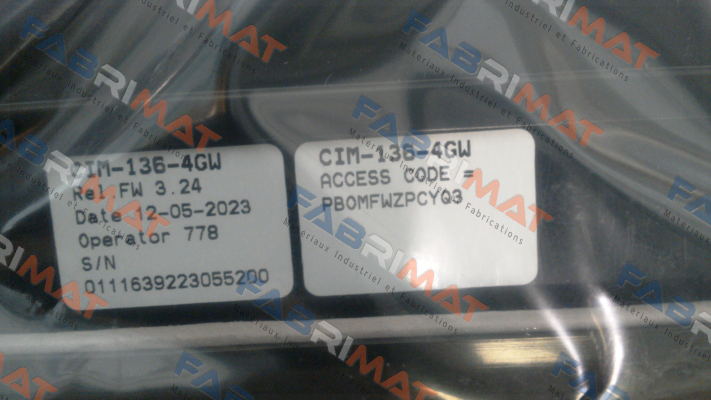 CIM-136-4GW
Rel.FW 3.24
Date 12-05-2023
Operator 778
S/N
0111639223055200
CIM-136-4GW
ACCESS CODE =
PBOMFWZPCYQ3
FABRIMAT
Matériaux Industriel et Fabrications